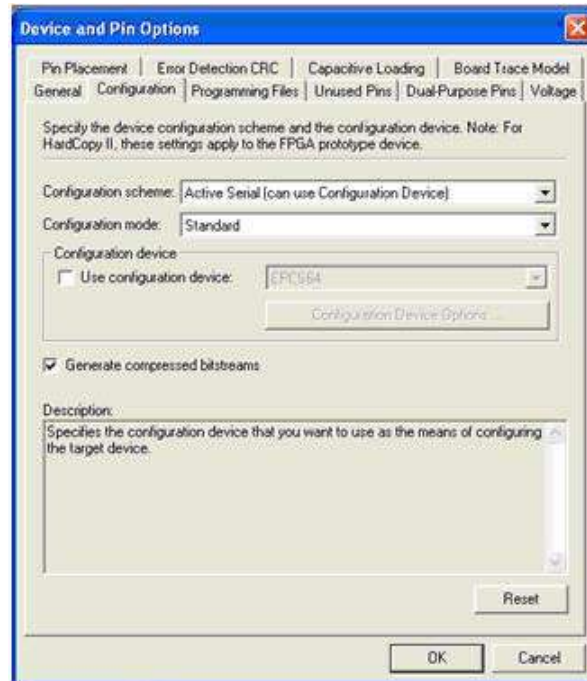 Device and Pin Options
Pin Placement Error Detection CRC Capacitive Loading Board Trace Model
General Configuration Programming Files Unused Pins Dual-Purpose Pins Voltage
Specify the device configuration scheme and the configuration device. Note: For
HardCopy II, these settings apply to the FPGA prototype device.
Configuration scheme: Active Serial (can use Configuration Device)
Configuration mode: Standard
Configuration device
Use configuration device: EPCS64
Configuration Device Options ...
Generate compressed bitstreams
Description:
Specifies the configuration device that you want to use as the means of configuring
the target device.
Reset
OK Cancel